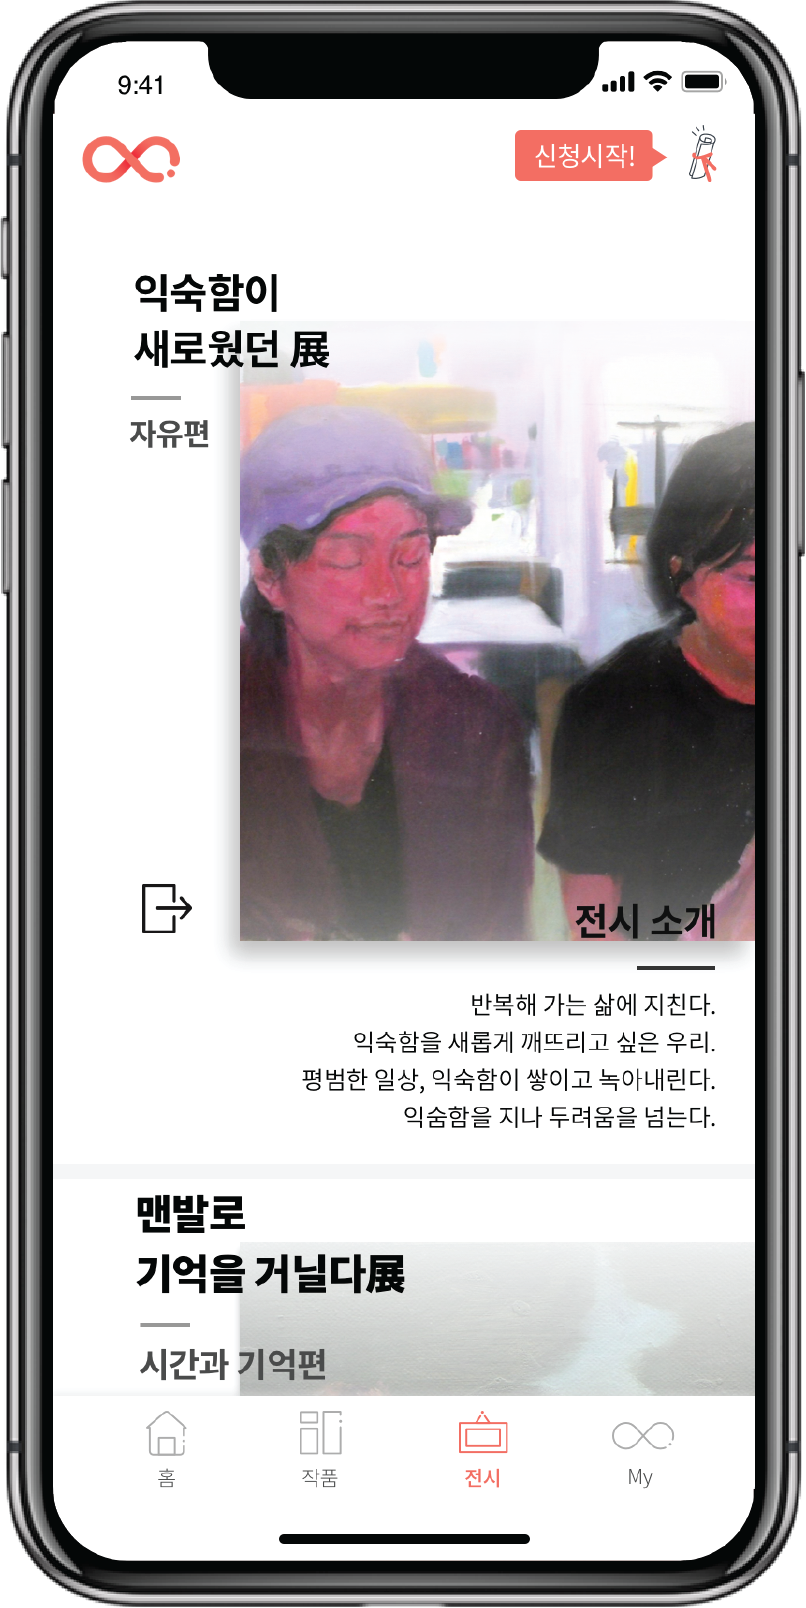 9:41
신청시작!
익숙함이
새로웠던 展
자유편
전시 소개
반복해 가는 삶에 지친다.
익숙함을 새롭게 깨뜨리고 싶은 우리.
평범한 일상, 익숙함이 쌓이고 녹아내린다.
익숨함을 지나 두려움을 넘는다.
맨발로
기억을 거닐다展
시간과 기억편
홈 작품 전시 My